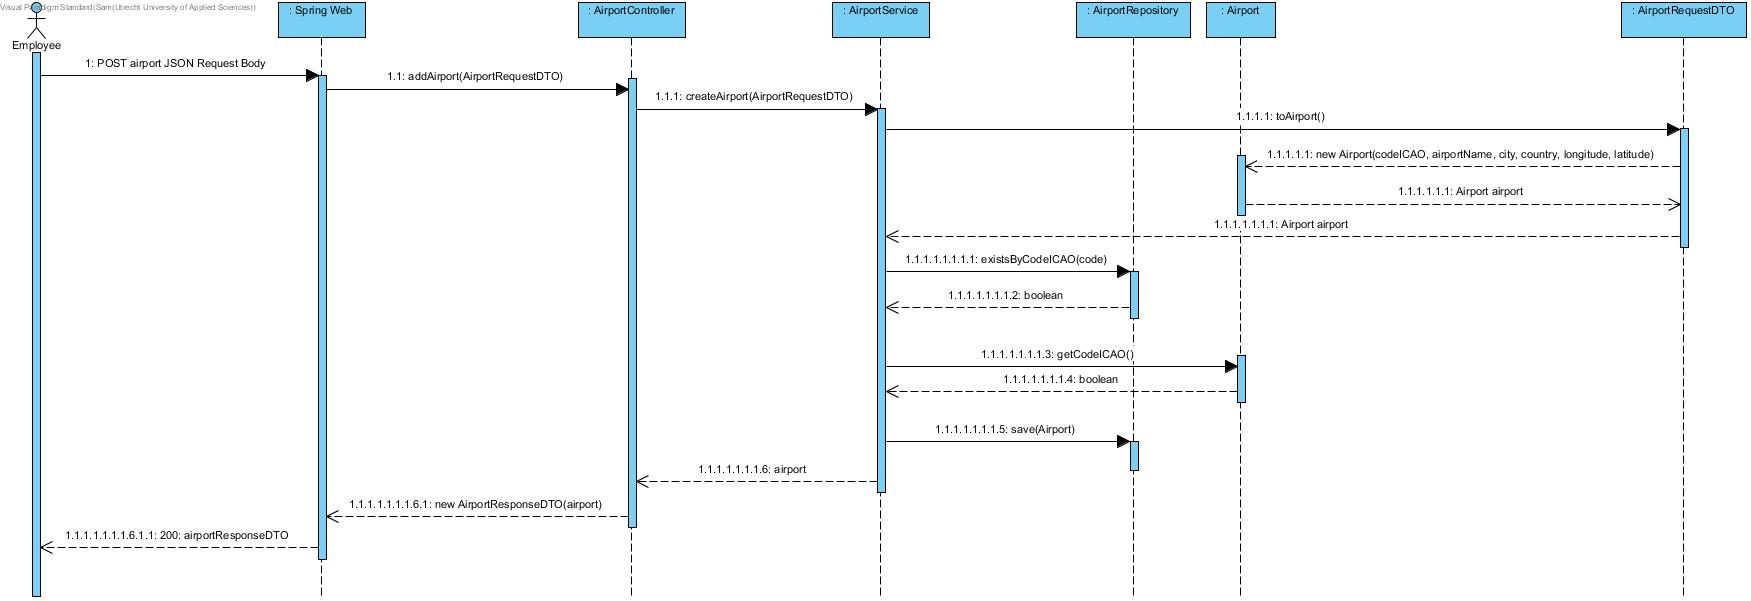 Visual Paradigm Standard(Sam(Utrecht University of Applied Sciences))
: Spring Web
: AirportController
: AirportService
: AirportRepository
: Airport
: AirportRequestDTO
Employee
1: POST airport JSON Request Body
1.1: addAirport(AirportRequestDTO)
1.1.1: createAirport(AirportRequestDTO)
1.1.1.1: toAirport()
1.1.1.1.1: new Airport(codeICAO, airportName, city, country, longitude, latitude)
1.1.1.1.1.1: Airport airport
1.1.1.1.1.1.1: Airport airport
1.1.1.1.1.1.1.1: existsByCodeICAO(code)
1.1.1.1.1.1.1.2: boolean
1.1.1.1.1.1.1.3: getCodeICAO()
1.1.1.1.1.1.1.4: boolean
1.1.1.1.1.1.1.5: save(Airport)
1.1.1.1.1.1.1.6: airport
1.1.1.1.1.1.1.6.1: new AirportResponseDTO(airport)
1.1.1.1.1.1.1.6.1.1: 200: airportResponseDTO